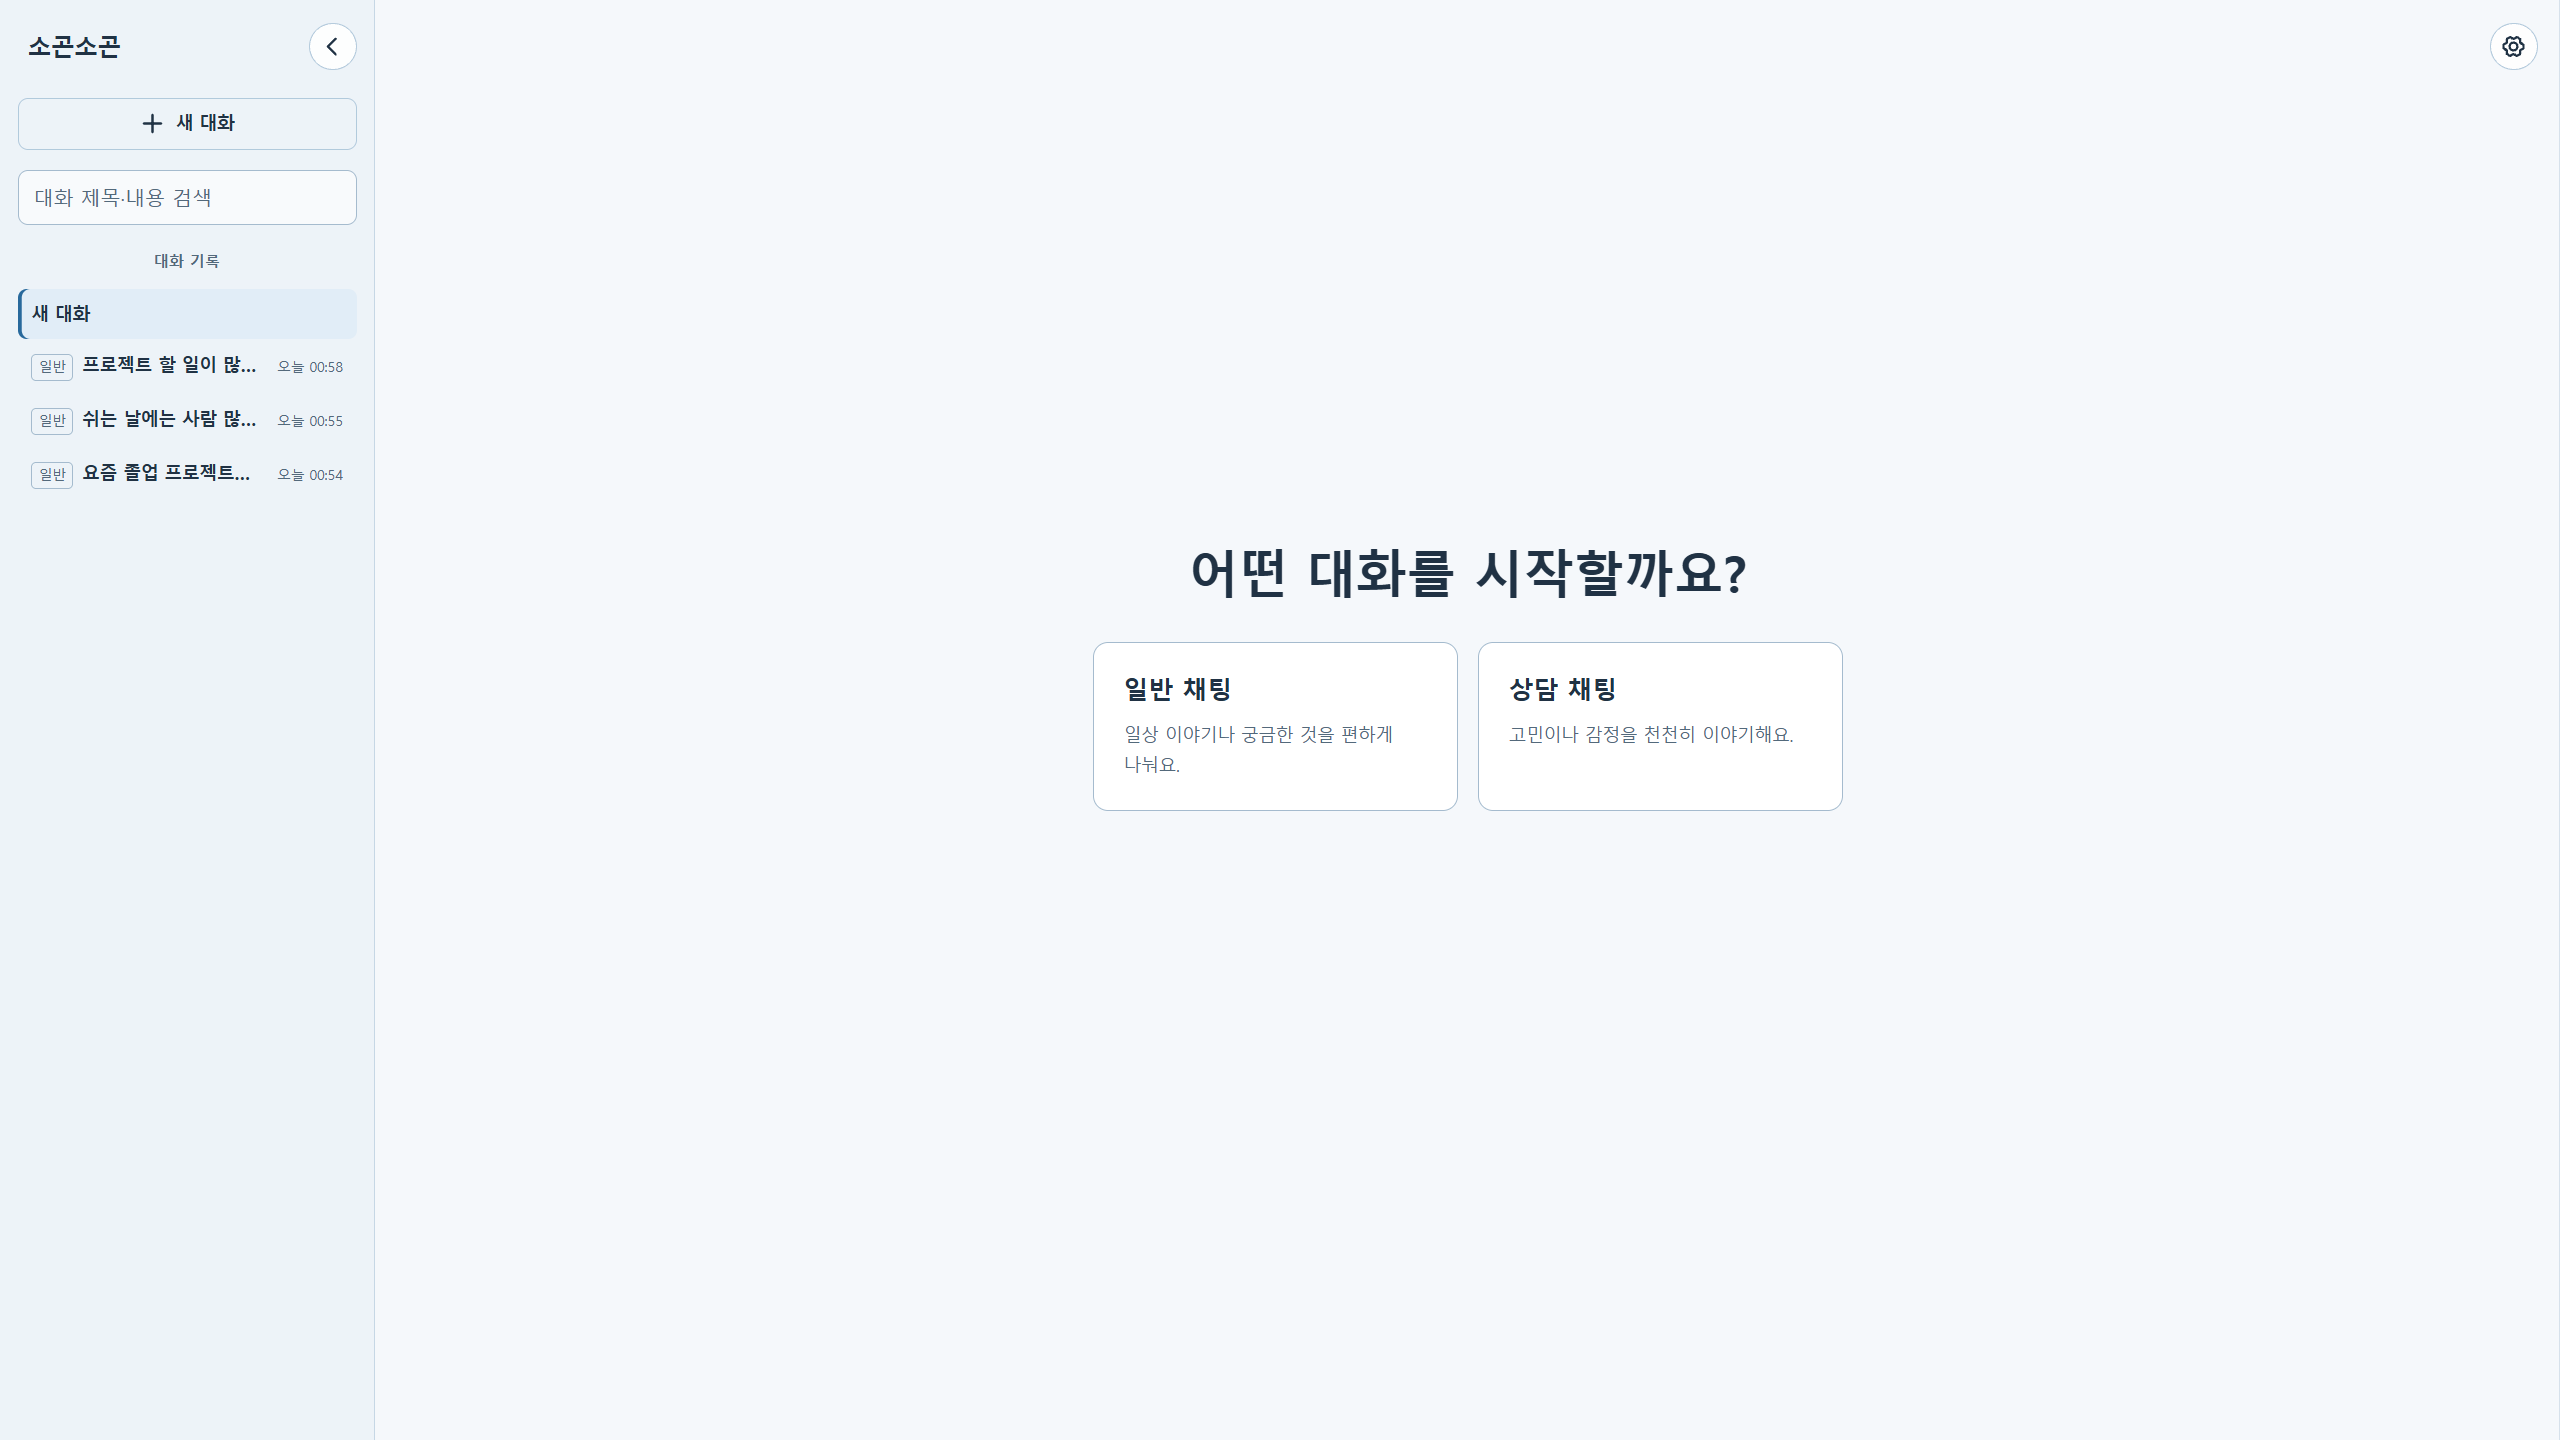 소곤소곤
새 대화
대화 제목·내용 검색
대화 기록
새 대화
일반 프로젝트 할 일이 많... 오늘 00:58
일반 쉬는 날에는 사람 많... 오늘 00:55
일반 요즘 졸업 프로젝트... 오늘 00:54
어떤 대화를 시작할까요?
일반 채팅
일상 이야기나 궁금한 것을 편하게
나눠요.
상담 채팅
고민이나 감정을 천천히 이야기해요.